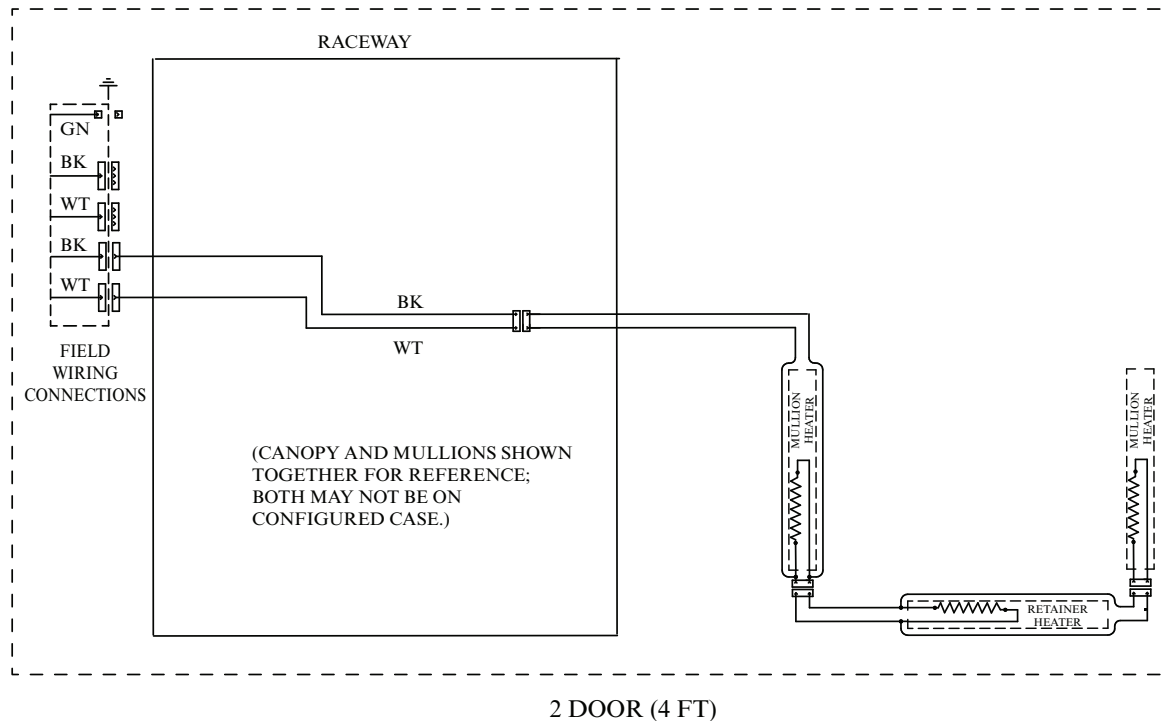 RACEWAY
GN
BK
WT
BK
WT
FIELD
WIRING
CONNECTIONS
BK
WT
(CANOPY AND MULLIONS SHOWN
TOGETHER FOR REFERENCE;
BOTH MAY NOT BE ON
CONFIGURED CASE.)
MULLION
HEATER
MULLION
HEATER
RETAINER
HEATER
2 DOOR (4 FT)